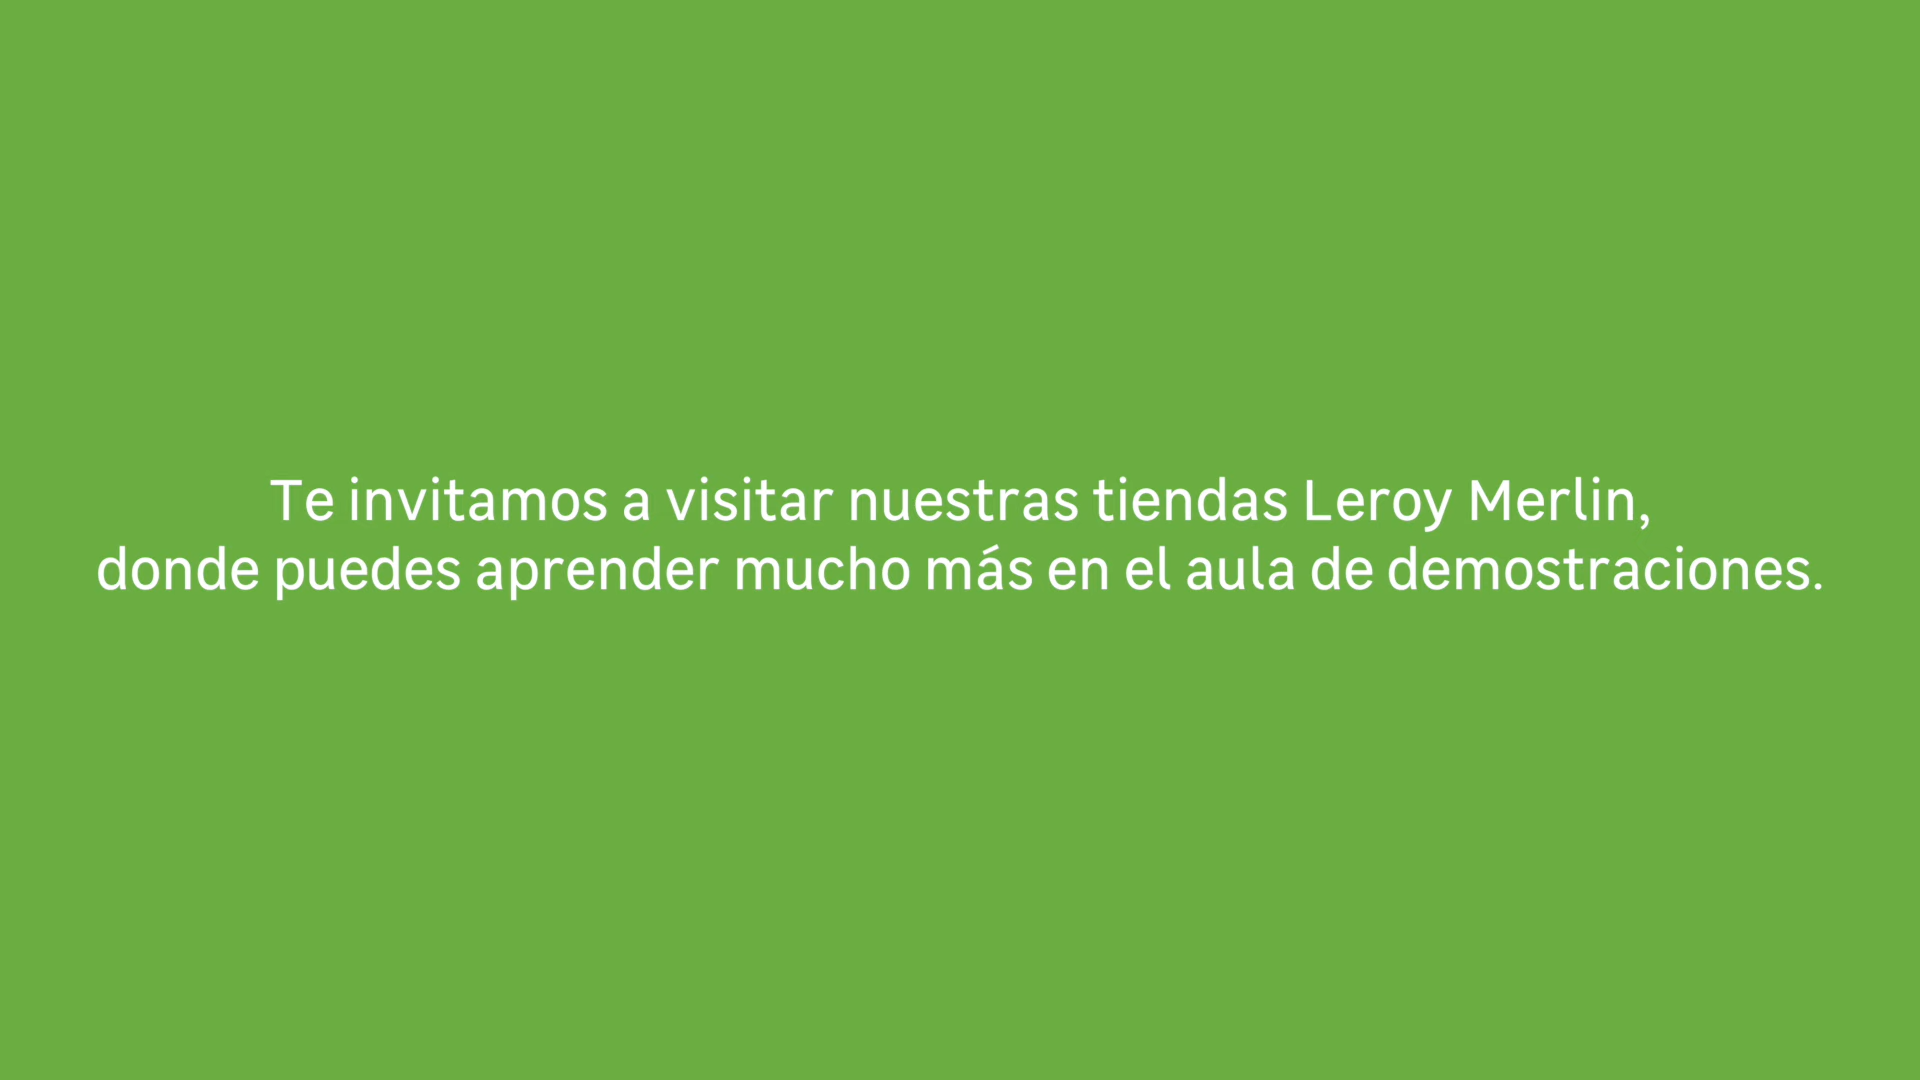 Te invitamos a visitar nuestras tiendas Leroy Merlin,
donde puedes aprender mucho más en el aula de demostraciones.